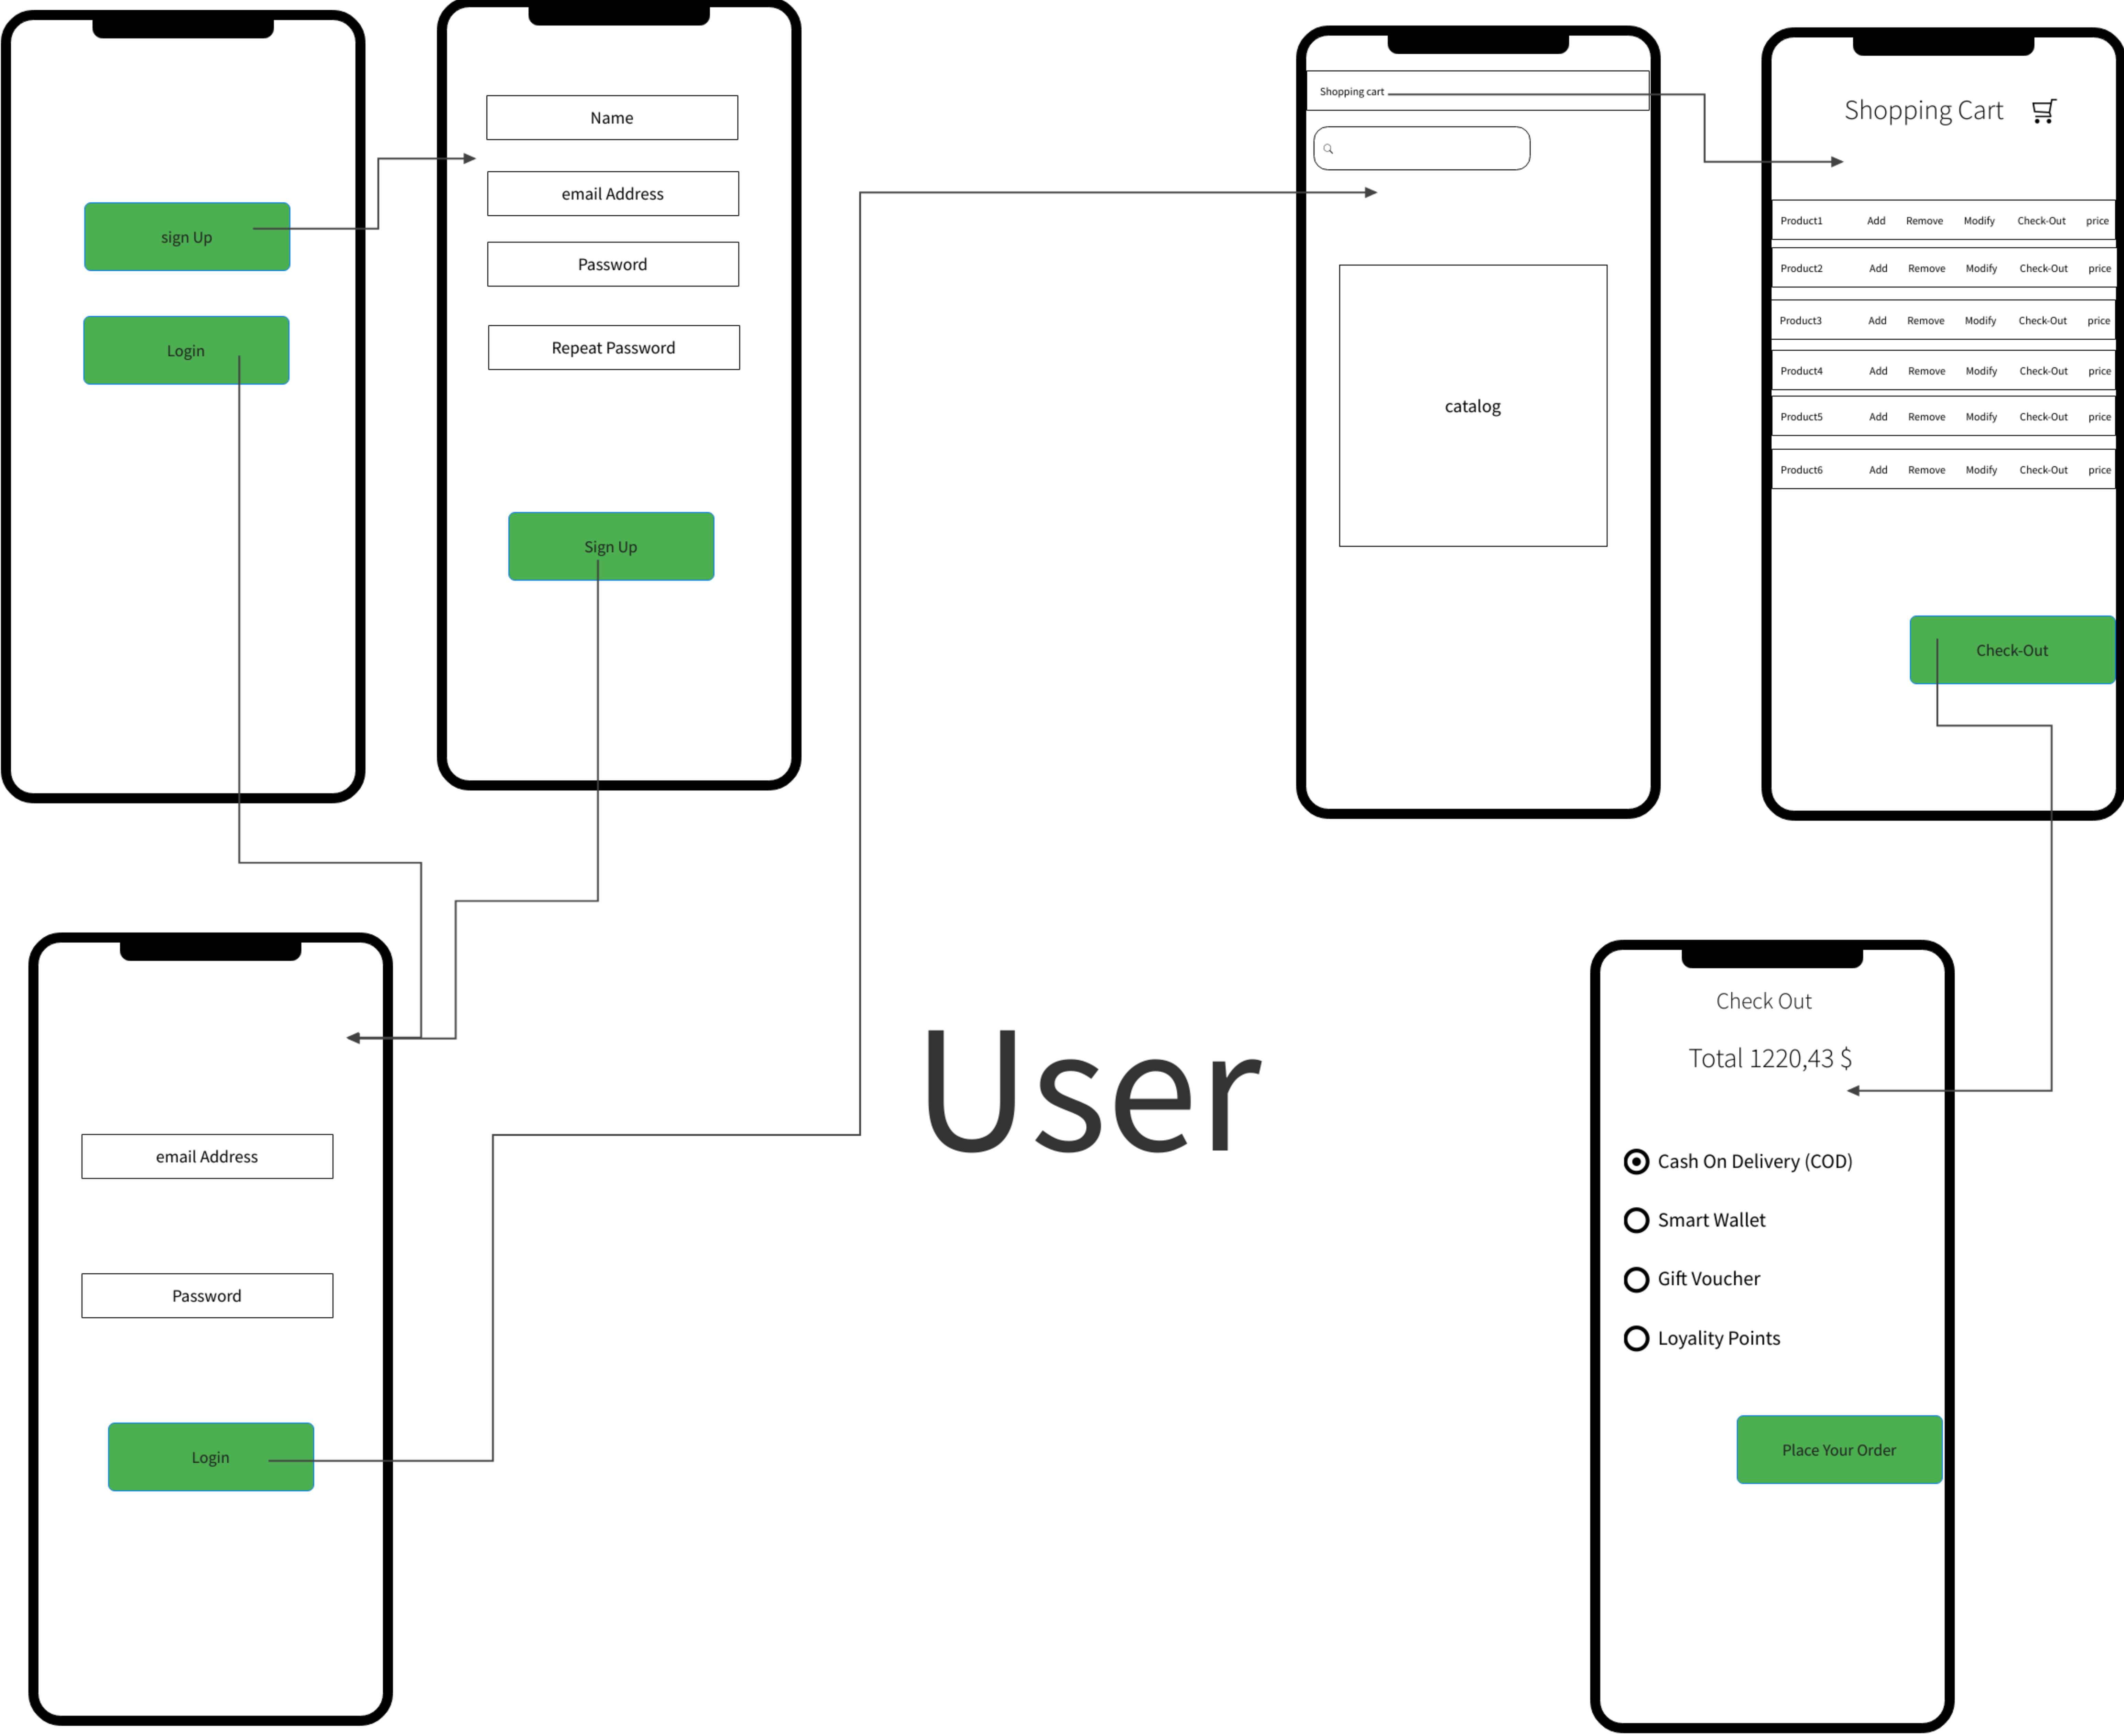 sign Up
Login
Name
email Address
Password
Repeat Password
Sign Up
Shopping cart
catalog
Shopping Cart
Product1 Add Remove Modify Check-Out price
Product2 Add Remove Modify Check-Out price
Product3 Add Remove Modify Check-Out price
Product4 Add Remove Modify Check-Out price
Product5 Add Remove Modify Check-Out price
Product6 Add Remove Modify Check-Out price
Check-Out
email Address
Password
Login
User
Check Out
Total 1220,43 $
Cash On Delivery (COD)
Smart Wallet
Gift Voucher
Loyality Points
Place Your Order